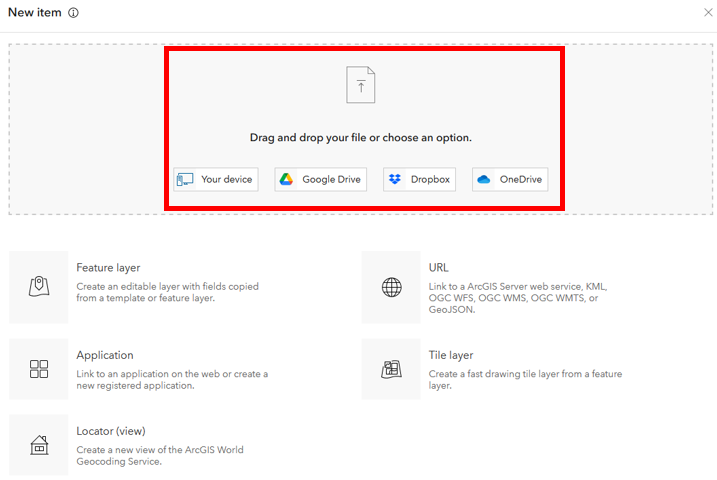 New item
Drag and drop your file or choose an option.
Your device
Google Drive
Dropbox
OneDrive
Feature layer
Create an editable layer with fields copied
from a template or feature layer.
URL
Link to a ArcGIS Server web service, KML,
OGC WFS, OGC WMS, OGC WMTS, or
GeoJSON.
Application
Link to an application on the web or create a
new registered application.
Tile layer
Create a fast drawing tile layer from a feature
layer.
Locator (view)
Create a new view of the ArcGIS World
Geocoding Service.